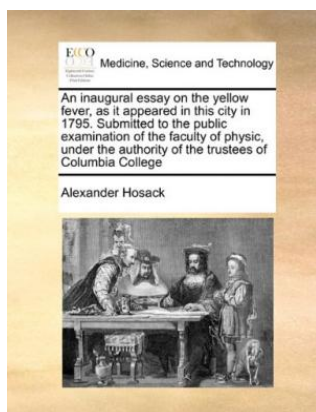 ECCO
Medicine, Science and Technology
An inaugural essay on the yellow
fever, as it appeared in this city in
1795. Submitted to the public
examination of the faculty of physic,
under the authority of the trustees of
Columbia College
Alexander Hosack